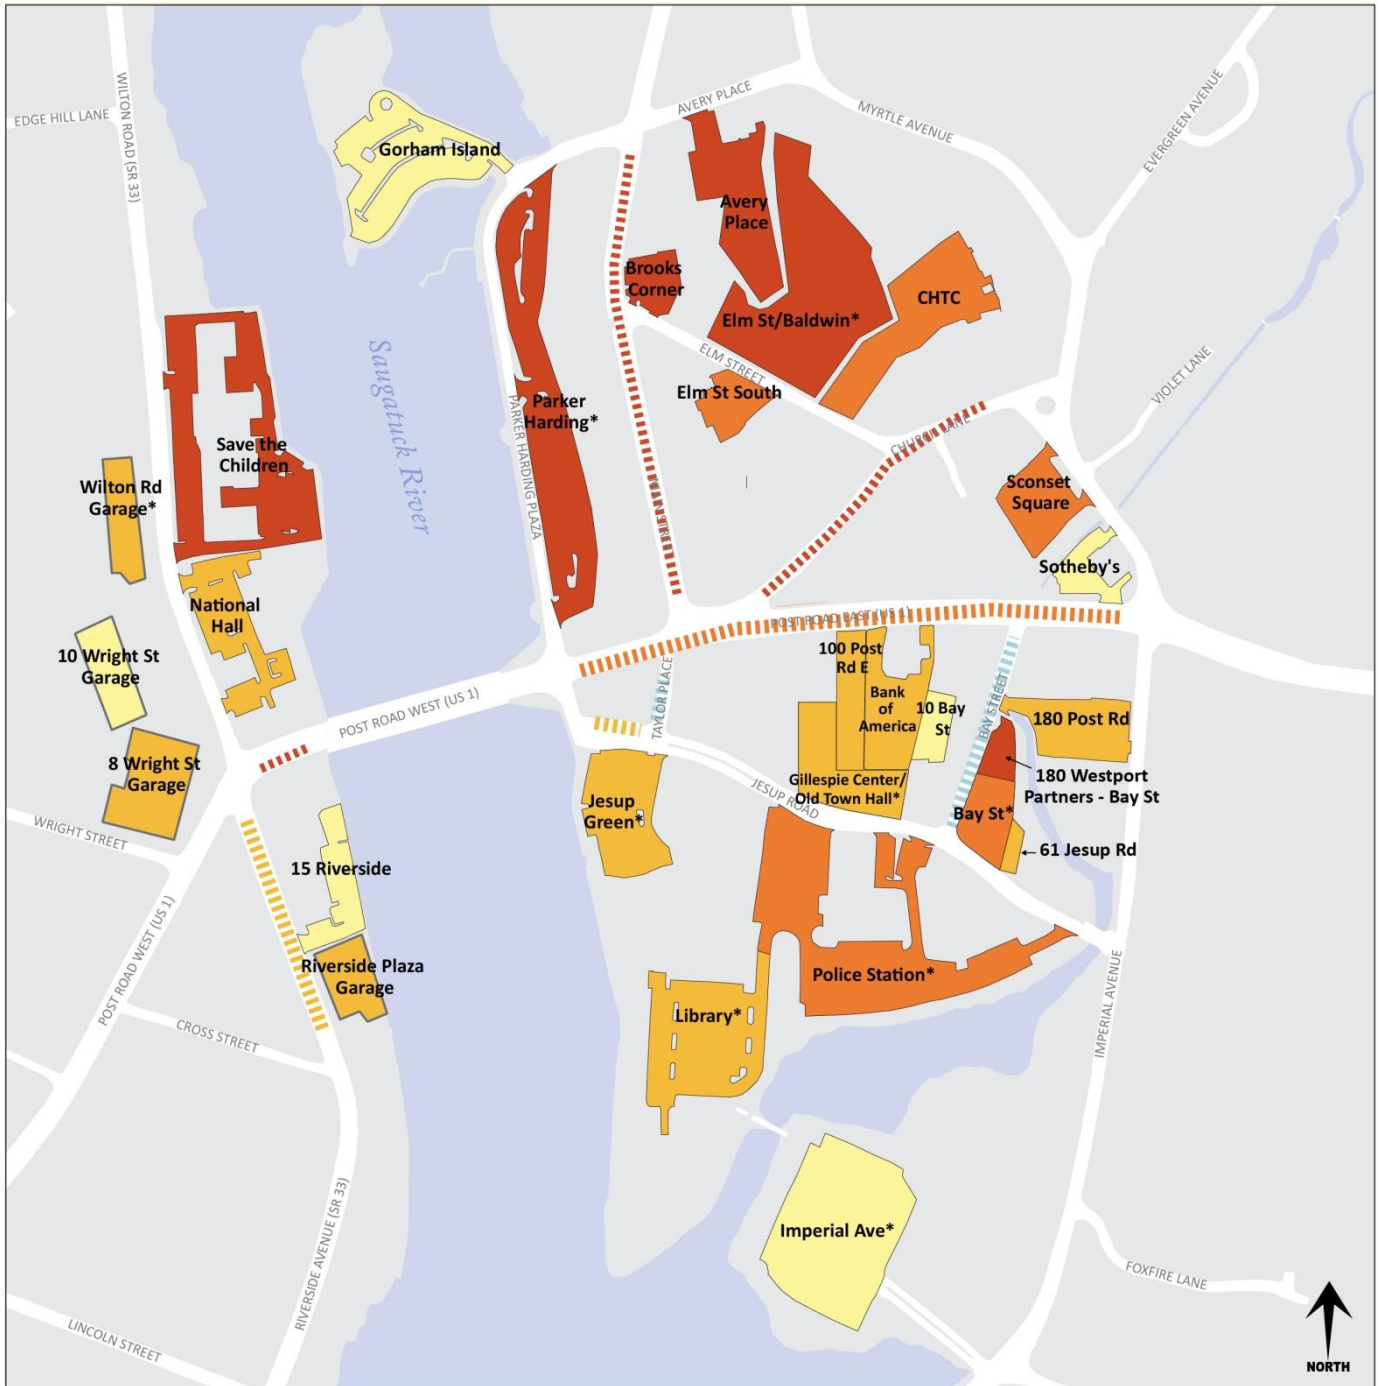 AVERY PLACE
EDGE HILL LANE
WILTON ROAD (SR 33)
MYRTLE AVENUE
EVERGREEN AVENUE
Gorham Island
Avery
Place
Brooks
Corner
CHTC
Elm St/Baldwin*
ELM STREET
Elm St South
VIOLET LANE
Saugatuck River
PARKER HARDING PLAZA
Parker
Harding*
CHURCH LANE
Save the
Children
MAIN STREET
Wilton Rd
Garage*
Sconset
Square
Sotheby's
National
Hall
POST ROAD EAST (US 1)
10 Wright St
Garage
100 Post
Rd E
TAYLOR PLACE
Bank
of
America
10 Bay
St
BAY STREET
180 Post Rd
POST ROAD WEST (US 1)
8 Wright St
Garage
Gillespie Center/
Old Town Hall*
180 Westport
Partners - Bay St
JESUP ROAD
Jesup
Green*
Bay St*
WRIGHT STREET
61 Jesup Rd
15 Riverside
POST ROAD WEST (US 1)
Riverside Plaza
Garage
Police Station*
IMPERIAL AVENUE
Library*
CROSS STREET
Imperial Ave*
RIVERSIDE AVENUE (SR 33)
FOXFIRE LANE
LINCOLN STREET
NORTH